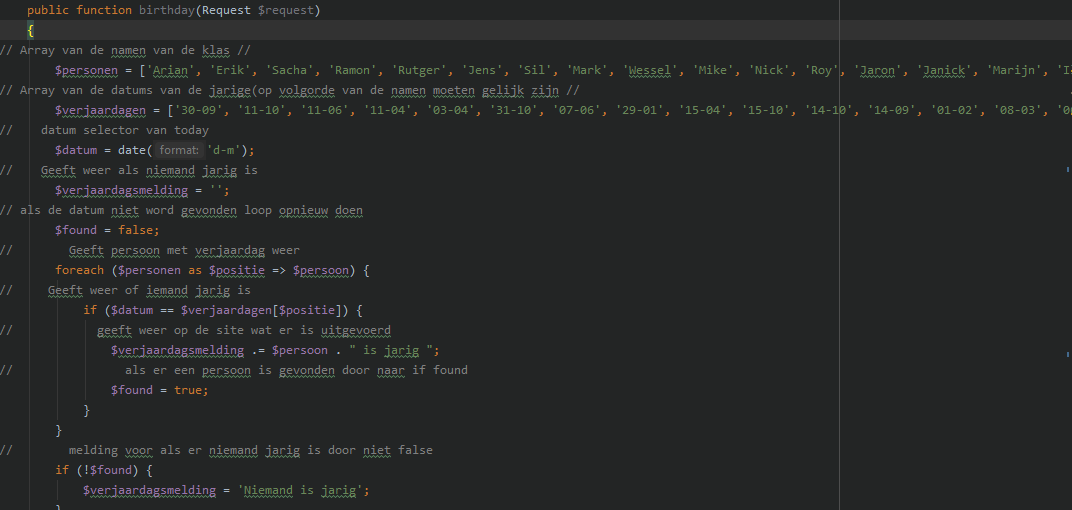 public function birthday(Request $request)
{
// Array van de namen van de klas //
$personen = ['Arian', 'Erik', 'Sacha', 'Ramon', 'Rutger', 'Jens', 'Sil', 'Mark', 'Wessel', 'Mike', 'Nick', 'Roy', 'Jaron', 'Janick', 'Marijn',
// Array van de datums van de jarige(op volgorde van de namen moeten gelijk zijn //
$verjaardagen = ['30-09', '11-10', '11-06', '11-04', '03-04', '31-10', '07-06', '29-01', '15-04', '15-10', '14-10', '14-09', '01-02', '08-03',
// datum selector van today
$datum = date( format: 'd-m');
// Geeft weer als niemand jarig is
$verjaardagsmelding = '';
// als de datum niet word gevonden loop opnieuw doen
$found = false;
// Geeft persoon met verjaardag weer
foreach ($personen as $positie => $persoon) {
// Geeft weer of iemand jarig is
if ($datum == $verjaardagen[$positie]) {
// geeft weer op de site wat er is uitgevoerd
$verjaardagsmelding .= $persoon . " is jarig ";
// als er een persoon is gevonden door naar if found
$found = true;
}
}
// melding voor als er niemand jarig is door niet false
if (!$found) {
$verjaardagsmelding = 'Niemand is jarig';
}